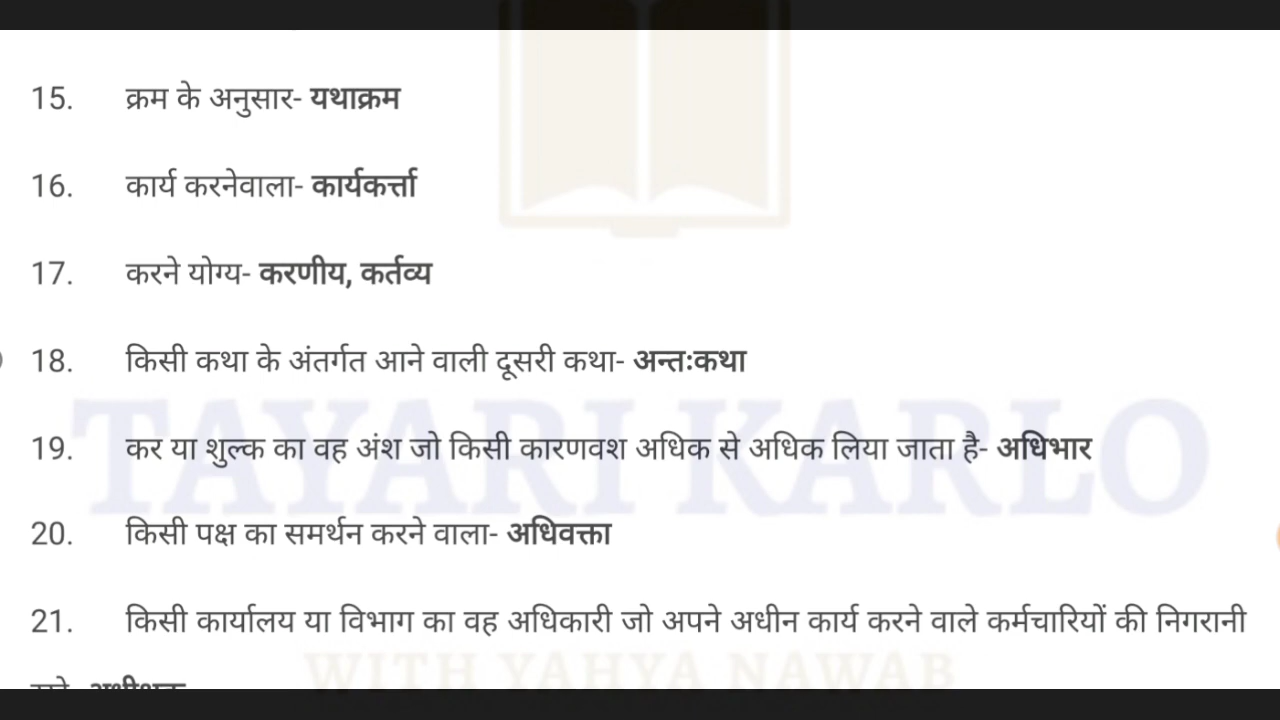 15. क्रम के अनुसार- यथाक्रम
16. कार्य करनेवाला- कार्यकर्त्ता
17. करने योग्य- करणीय, कर्तव्य
18. किसी कथा के अंतर्गत आने वाली दूसरी कथा- अन्तःकथा
TAYARI KARLO
19. कर या शुल्क का वह अंश जो किसी कारणवश अधिक से अधिक लिया जाता है- अधिभार
20. किसी पक्ष का समर्थन करने वाला- अधिवक्ता
21. किसी कार्यालय या विभाग का वह अधिकारी जो अपने अधीन कार्य करने वाले कर्मचारियों की निगरानी
WITH YAHYA NAWAB